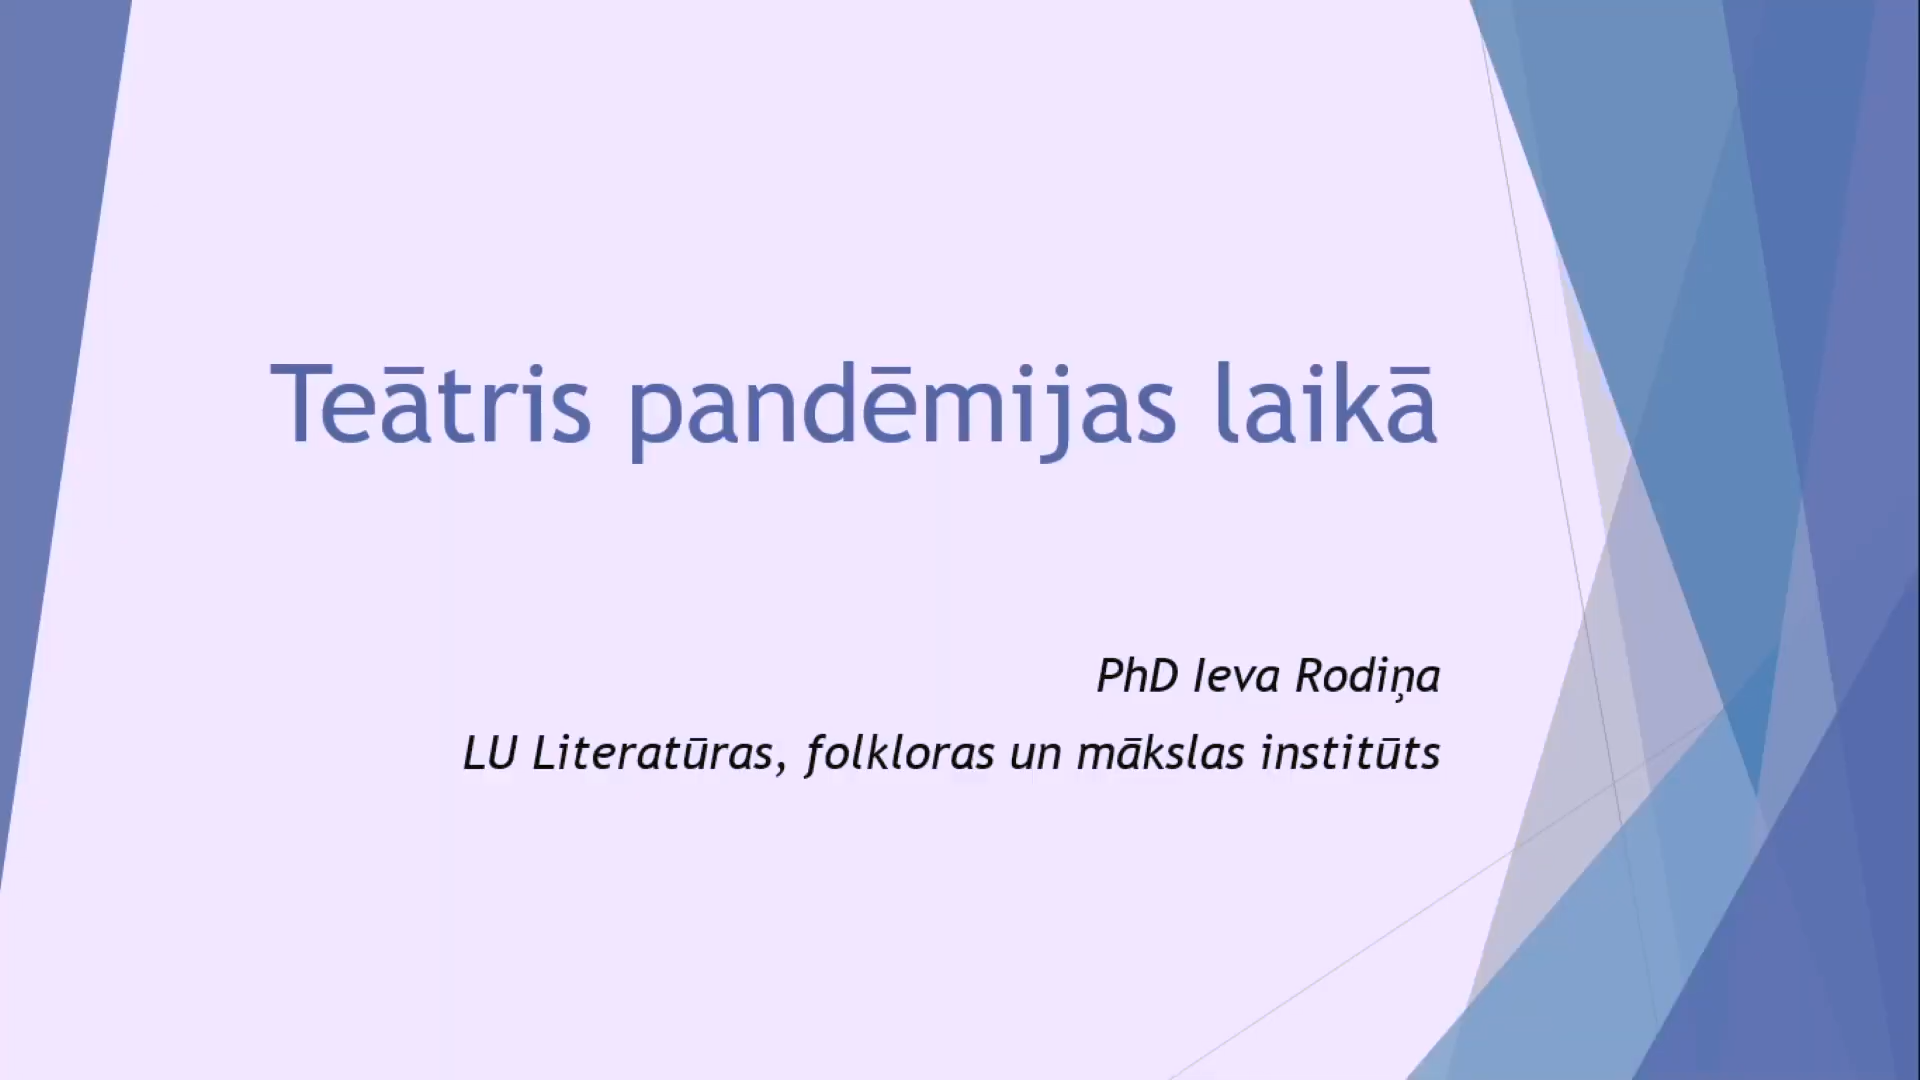 Teātris pandēmijas laikā
PhD Ieva Rodiņa
LU Literatūras, folkloras un mākslas institūts